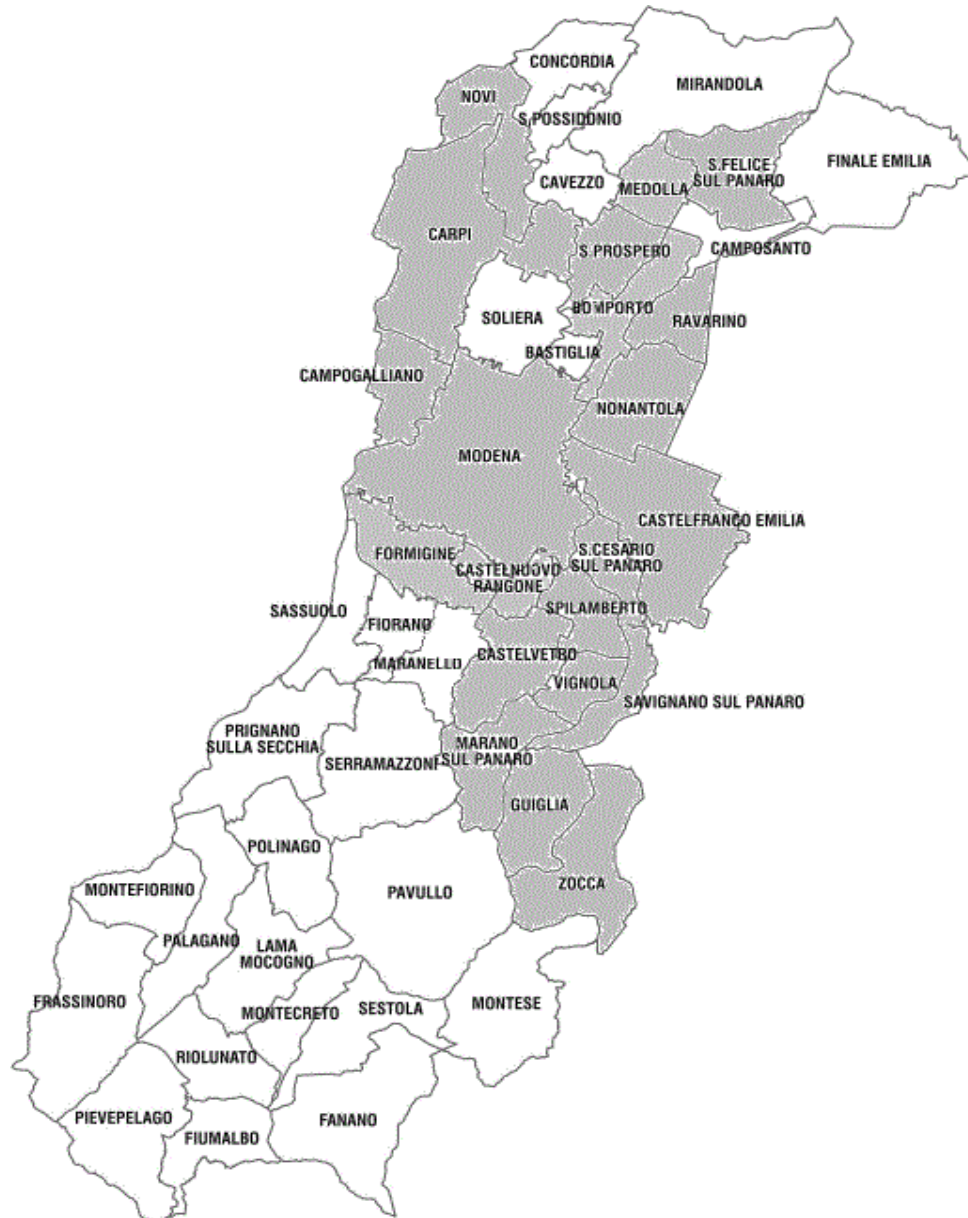 CONCORDIA
MIRANDOLA
NOVI
S.POSSIDONIO
FINALE EMILIA
S.FELICE
SUL PANARO
CAVEZZO
MEDOLLA
CARPI
S.PROSPERO
CAMPOSANTO
BOMPORTO
SOLIERA
RAVARINO
BASTIGLIA
CAMPOGALLIANO
NONANTOLA
MODENA
CASTELFRANCO EMILIA
FORMIGINE
S.CESARIO
SUL PANARO
CASTELNUOVO
RANGONE
SASSUOLO
SPILAMBERTO
FIORANO
MARANELLO
CASTELVETRO
VIGNOLA
SAVIGNANO SUL PANARO
PRIGNANO
SULLA SECCHIA
MARANO
SUL PANARO
SERRAMAZZONI
GUIGLIA
POLINAGO
MONTEFIORINO
PAVULLO
ZOCCA
PALAGANO
LAMA
MOCOGNO
FRASSINORO
MONTECRETO
SESTOLA
MONTESE
RIOLUNATO
PIEVEPELAGO
FIUMALBO
FANANO